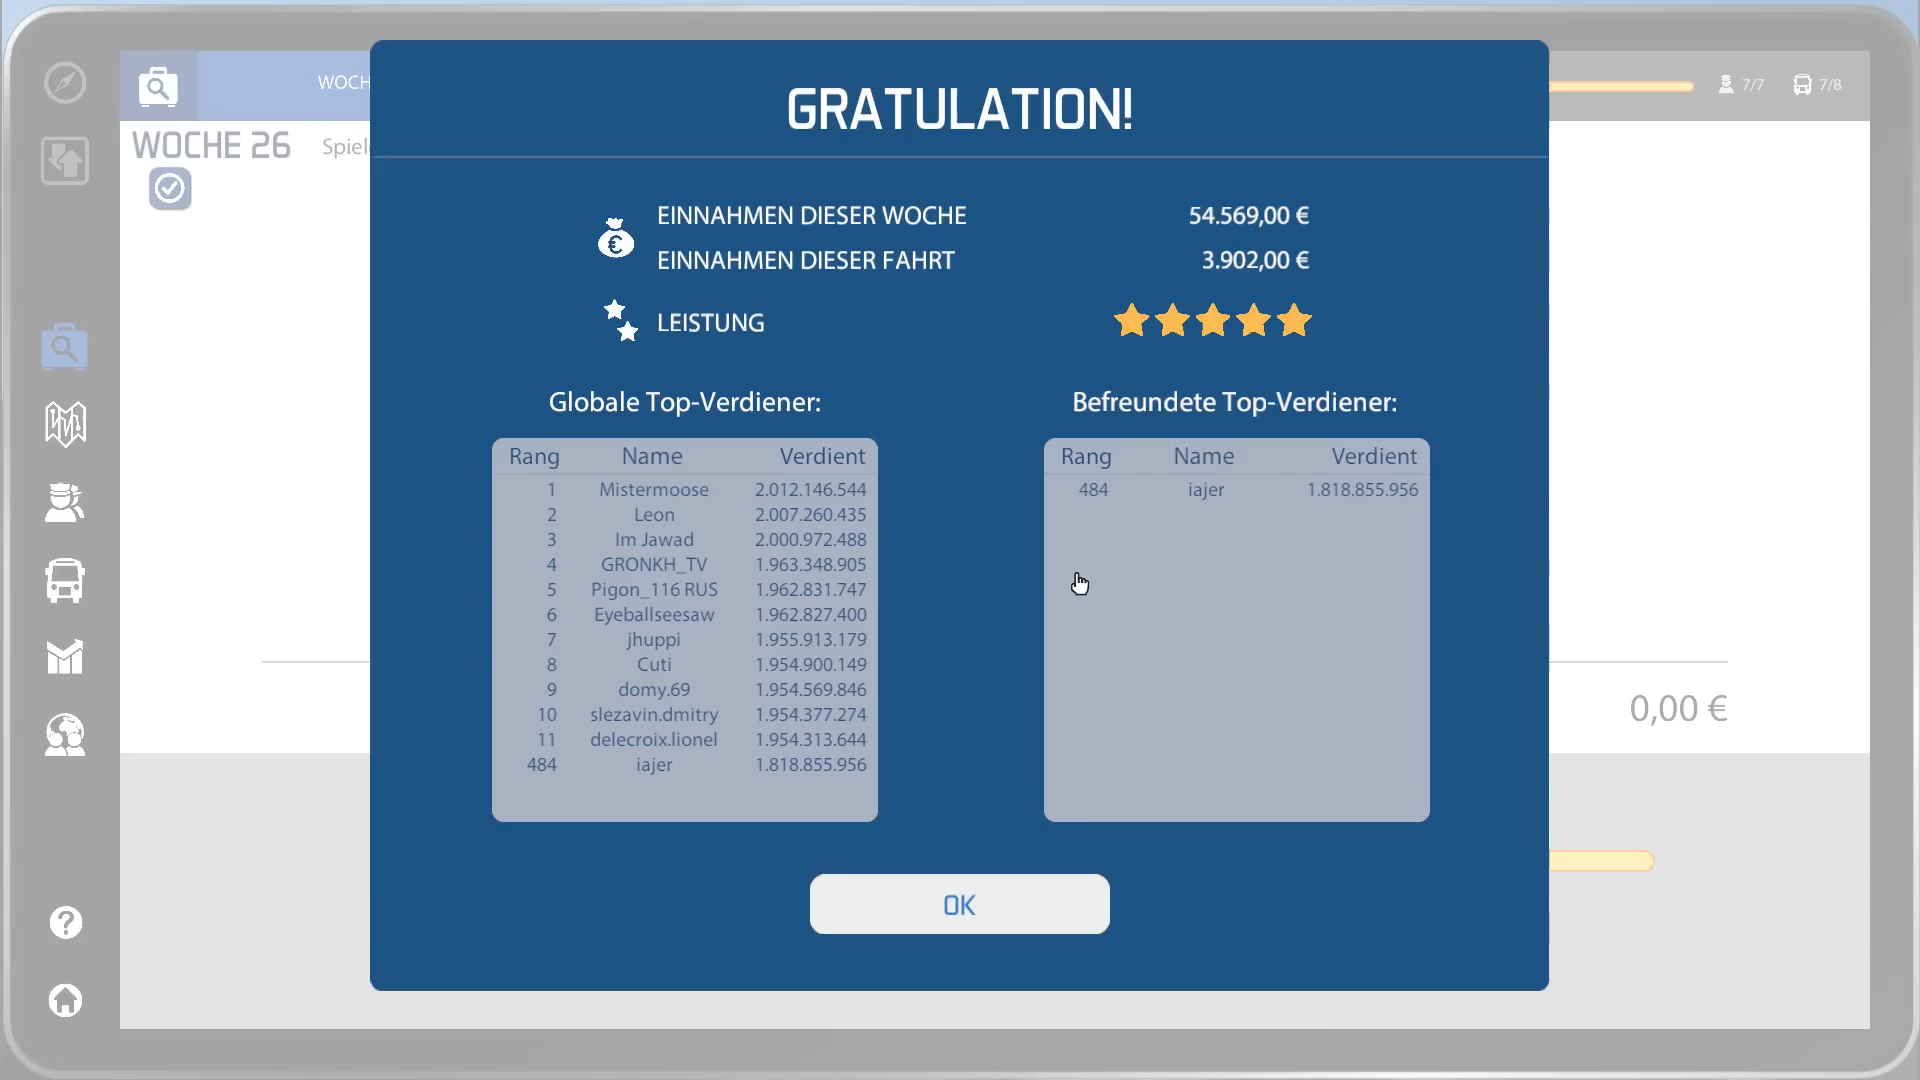 WOCH
7/7
7/8
WOCHE 26
Spiel
GRATULATION!
EINNAHMEN DIESER WOCHE 54.569,00 €
EINNAHMEN DIESER FAHRT 3.902,00 €
LEISTUNG
Globale Top-Verdiener:
Rang Name Verdient
1 Mistermoose 2.012.146.544
2 Leon 2.007.260.435
3 Im Jawad 2.000.972.488
4 GRONKH_TV 1.963.348.905
5 Pigon_116 RUS 1.962.831.747
6 Eyeballseesaw 1.962.827.400
7 jhuppi 1.955.913.179
8 Cuti 1.954.900.149
9 domy.69 1.954.569.846
10 slezavin.dmitry 1.954.377.274
11 delecroix.lionel 1.954.313.644
484 iajer 1.818.855.956
Befreundete Top-Verdiener:
Rang Name Verdient
484 iajer 1.818.855.956
0,00 €
OK